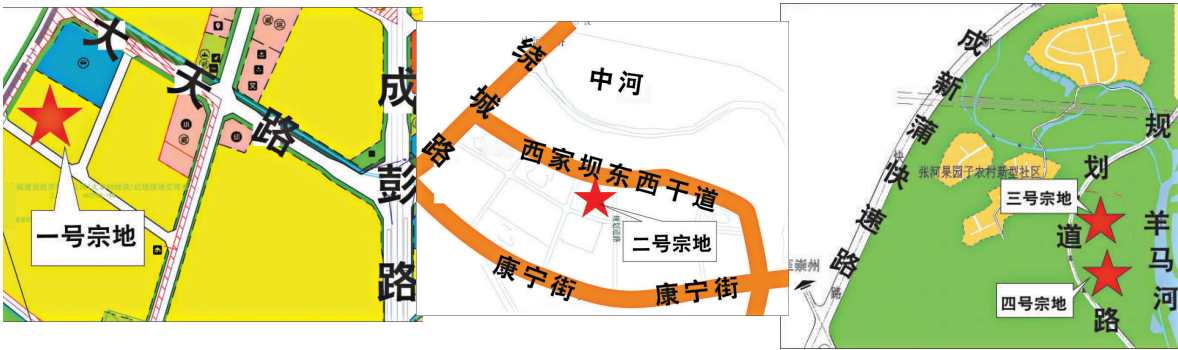 大天路
成彭路
一号宗地
绕城路
中河
西家坝东西干道
二号宗地
康宁街
康宁街
成新蒲快速路
规划道路
张河果园子农村新型社区
三号宗地
四号宗地
羊马河
至崇州